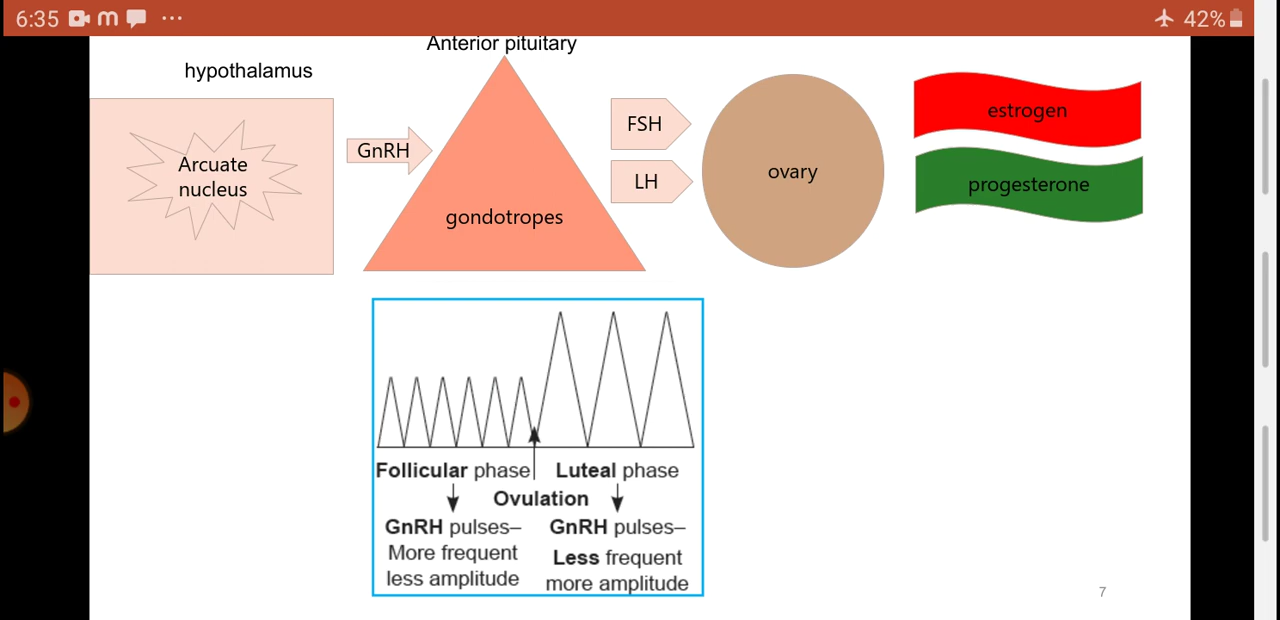 6:35 m ...
42%
Anterior pituitary
hypothalamus
Arcuate
nucleus
GnRH
gondotropes
FSH
LH
ovary
estrogen
progesterone
Follicular phase
Luteal phase
Ovulation
GnRH pulses–
More frequent
less amplitude
GnRH pulses–
Less frequent
more amplitude
7